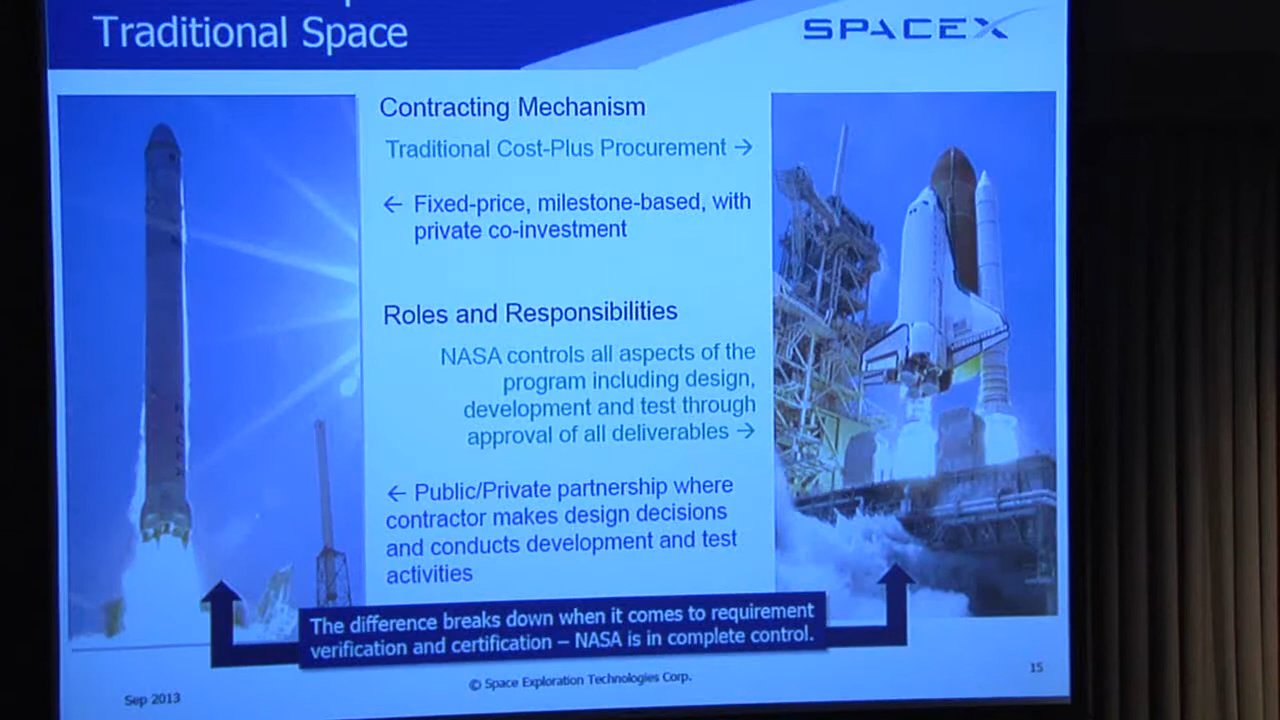 Traditional Space
SPACEX
Contracting Mechanism
Traditional Cost-Plus Procurement →
← Fixed-price, milestone-based, with
private co-investment
Roles and Responsibilities
NASA controls all aspects of the
program including design,
development and test through
approval of all deliverables →
← Public/Private partnership where
contractor makes design decisions
and conducts development and test
activities
The difference breaks down when it comes to requirement
verification and certification – NASA is in complete control.
Sep 2013
© Space Exploration Technologies Corp.
15